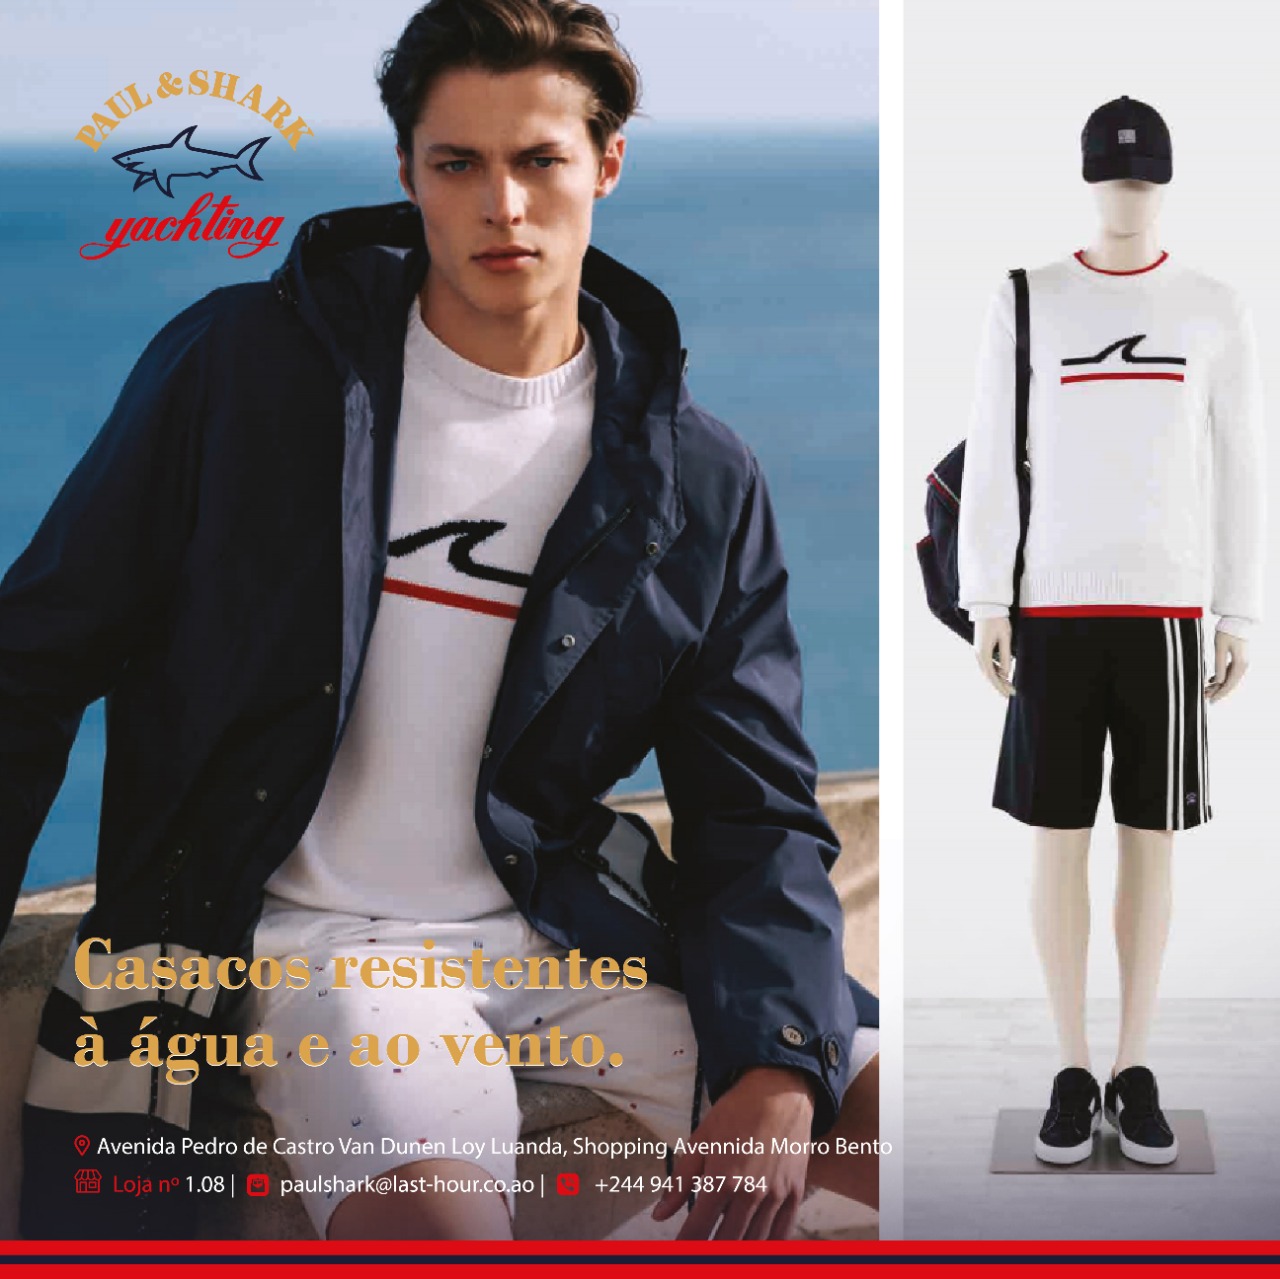 PAUL & SHARK
yachting
Casacos resistentes
à água e ao vento.
Avenida Pedro de Castro Van Dunen Loy Luanda, Shopping Avennida Morro Bento
Loja nº 1.08 | paulshark@last-hour.co.ao | +244 941 387 784